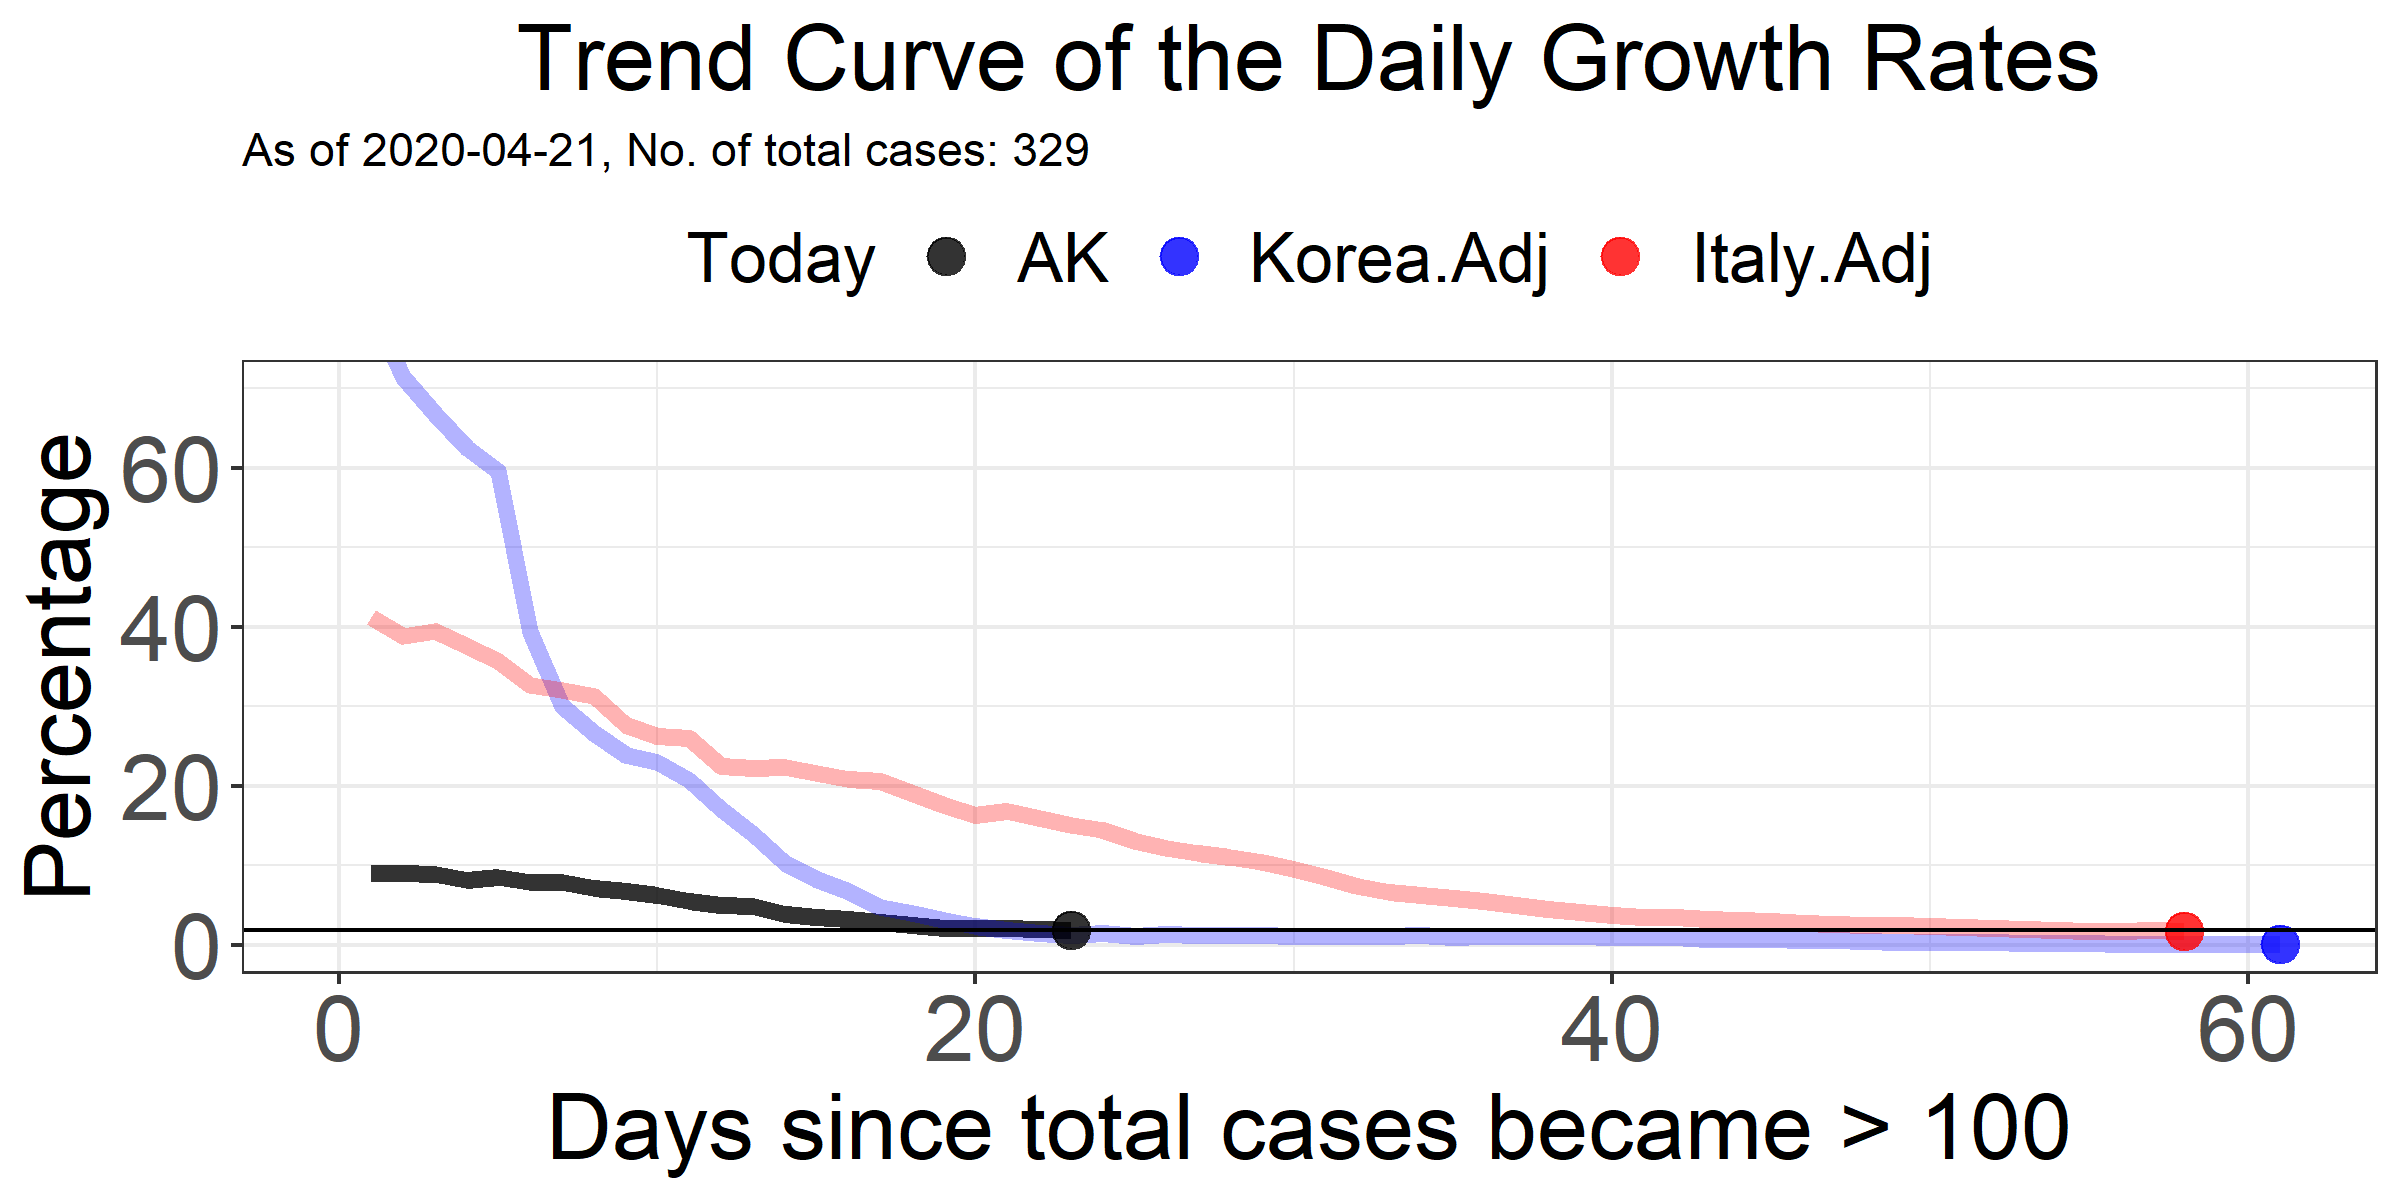 Trend Curve of the Daily Growth Rates
As of 2020-04-21, No. of total cases: 329
Today AK Korea.Adj Italy.Adj
Percentage
60
40
20
0
0 20 40 60
Days since total cases became > 100